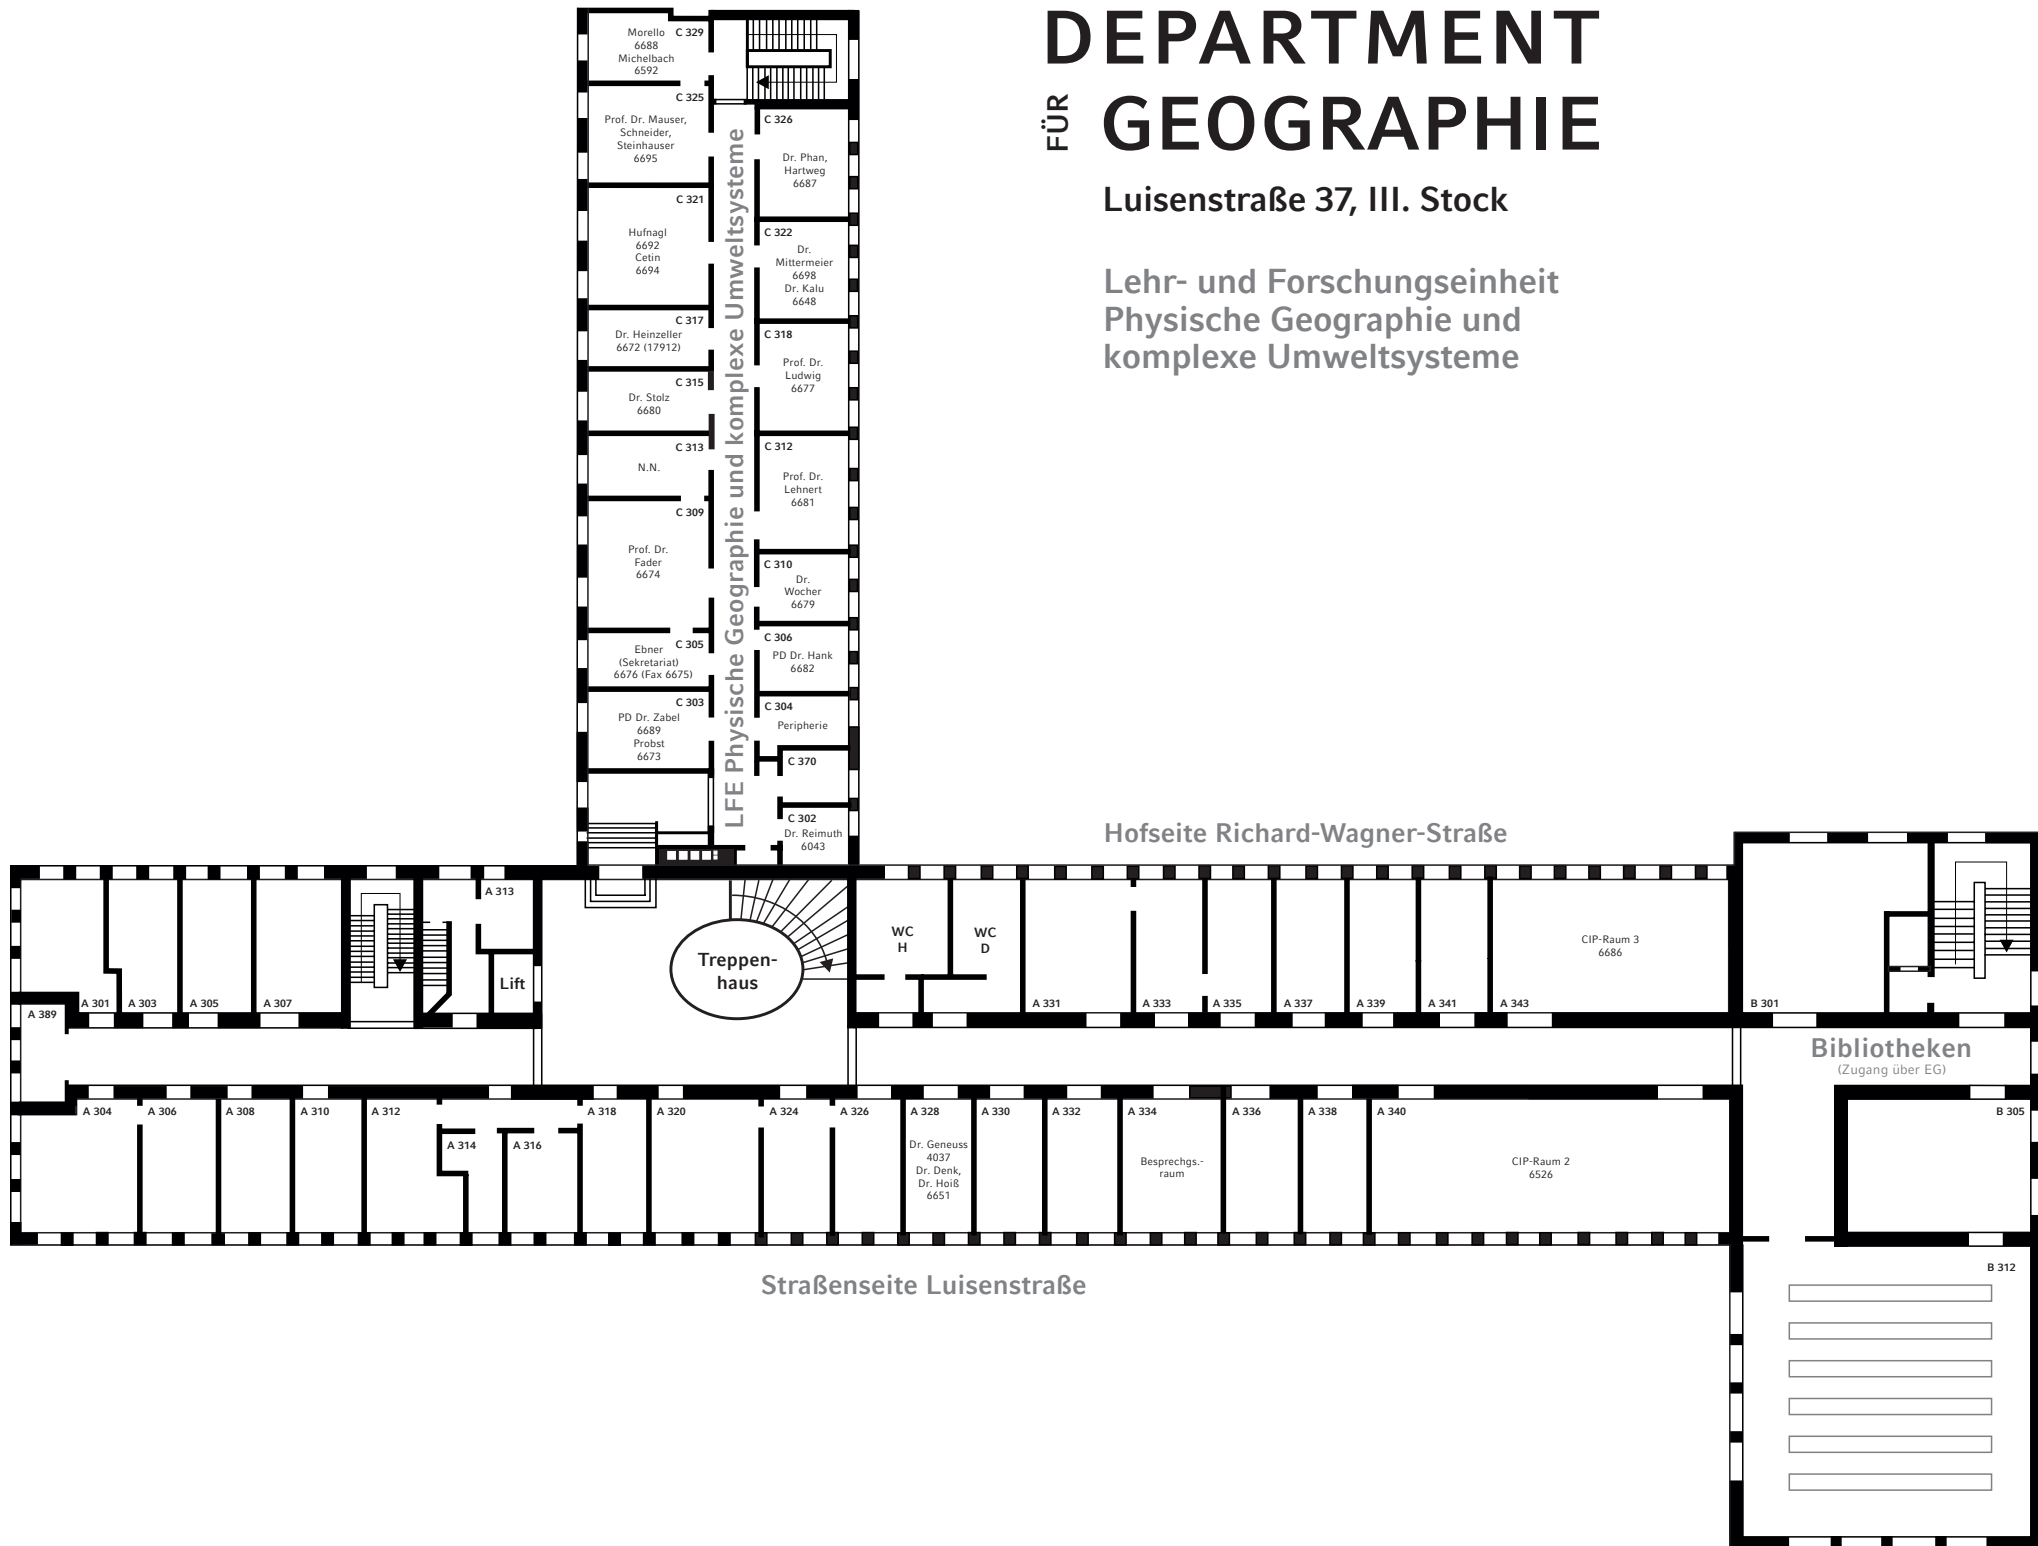 DEPARTMENT
FÜR GEOGRAPHIE
Luisenstraße 37, III. Stock
Lehr- und Forschungseinheit
Physische Geographie und
komplexe Umweltsysteme
C 329
Morello
6688
Michelbach
6592
C 325
Prof. Dr. Mauser,
Schneider,
Steinhauser
6695
C 321
Hufnagl
6692
Cetin
6694
C 317
Dr. Heinzeller
6672 (17912)
C 315
Dr. Stolz
6680
C 313
N.N.
C 309
Prof. Dr.
Fader
6674
C 305
Ebner
(Sekretariat)
6676 (Fax 6675)
C 303
PD Dr. Zabel
6689
Probst
6673
LFE Physische Geographie und komplexe Umweltsysteme
C 326
Dr. Phan,
Hartweg
6687
C 322
Dr.
Mittermeier
6698
Dr. Kalu
6648
C 318
Prof. Dr.
Ludwig
6677
C 312
Prof. Dr.
Lehnert
6681
C 310
Dr.
Wocher
6679
C 306
PD Dr. Hank
6682
C 304
Peripherie
C 370
C 302
Dr. Reimuth
6043
Hofseite Richard-Wagner-Straße
A 301
A 303
A 305
A 307
A 313
Lift
Treppen-
haus
WC
H
WC
D
A 331
A 333
A 335
A 337
A 339
A 341
A 343
CIP-Raum 3
6686
B 301
A 389
Bibliotheken
(Zugang über EG)
A 304
A 306
A 308
A 310
A 312
A 314
A 316
A 318
A 320
A 324
A 326
A 328
Dr. Geneuss
4037
Dr. Denk,
Dr. Hoiß
6651
A 330
A 332
A 334
Besprechgs.-
raum
A 336
A 338
A 340
CIP-Raum 2
6526
B 305
B 312
Straßenseite Luisenstraße